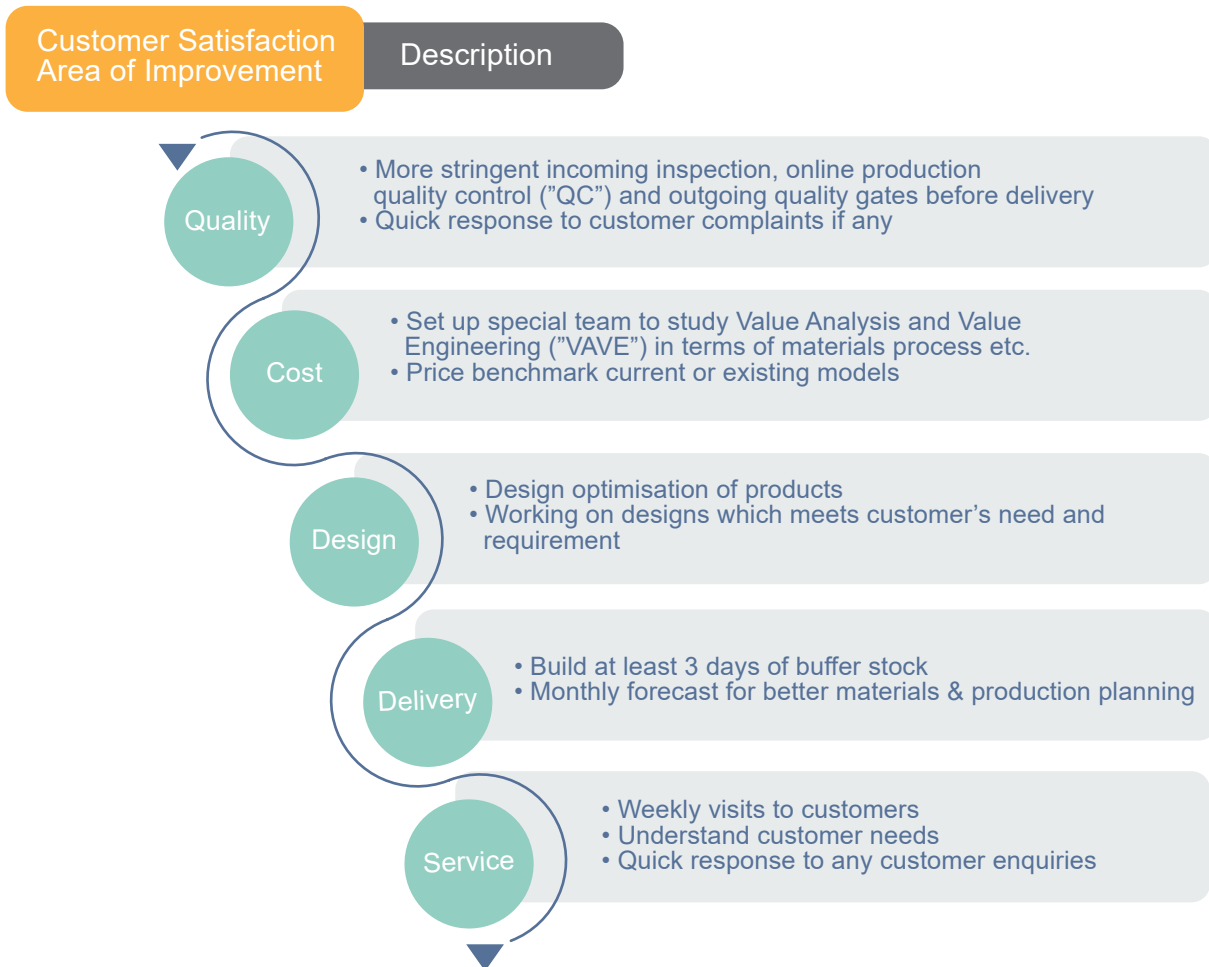 Customer Satisfaction
Area of Improvement
Description
Quality
• More stringent incoming inspection, online production
quality control (”QC”) and outgoing quality gates before delivery
• Quick response to customer complaints if any
Cost
• Set up special team to study Value Analysis and Value
Engineering (”VAVE”) in terms of materials process etc.
• Price benchmark current or existing models
Design
• Design optimisation of products
• Working on designs which meets customer’s need and
requirement
Delivery
• Build at least 3 days of buffer stock
• Monthly forecast for better materials & production planning
Service
• Weekly visits to customers
• Understand customer needs
• Quick response to any customer enquiries